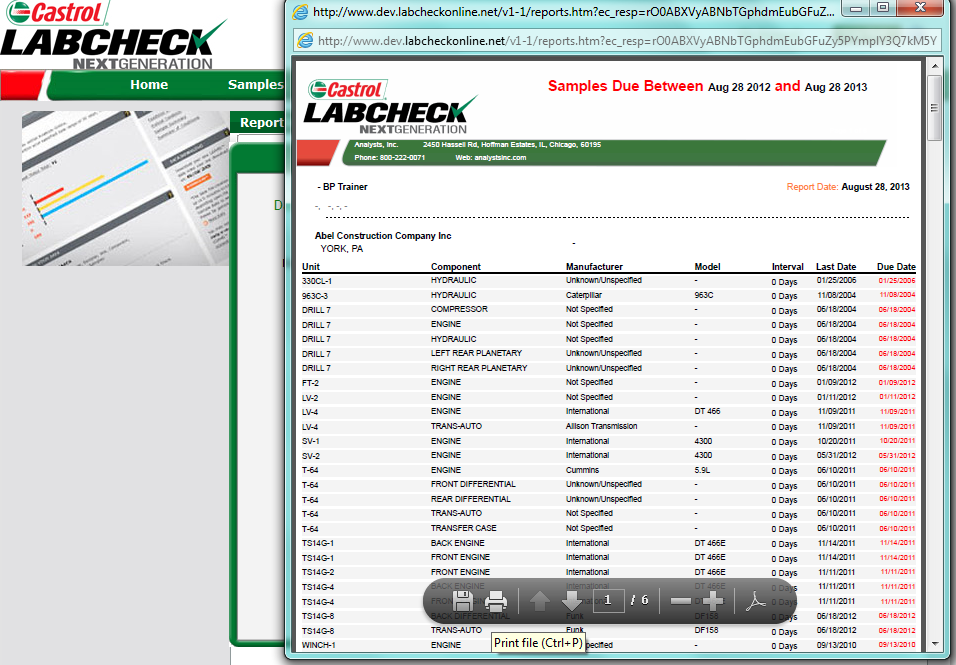 Castrol
LABCHECK
NEXTGENERATION
Home Samples
Report
D
http://www.dev.labcheckonline.net/v1-1/reports.htm?ec_resp=rO0ABXVyABNbTGphdmEubGFuZ...
http://www.dev.labcheckonline.net/v1-1/reports.htm?ec_resp=rO0ABXVyABNbTGphdmEubGFuZy5PYmplY3Q7kM5Y
Castrol
LABCHECK
NEXTGENERATION
Samples Due Between Aug 28 2012 and Aug 28 2013
Analysts, Inc. 2450 Hassell Rd, Hoffman Estates, IL, Chicago, 60195
Phone: 800-222-0071 Web: analystsinc.com
- BP Trainer
Report Date: August 28, 2013
-, -, -, -
Abel Construction Company Inc
YORK, PA -
Unit Component Manufacturer Model Interval Last Date Due Date
330CL-1 HYDRAULIC Unknown/Unspecified - 0 Days 01/25/2006 01/25/2006
963C-3 HYDRAULIC Caterpillar 963C 0 Days 11/08/2004 11/08/2004
DRILL 7 COMPRESSOR Not Specified - 0 Days 06/18/2004 06/18/2004
DRILL 7 ENGINE Not Specified - 0 Days 06/18/2004 06/18/2004
DRILL 7 HYDRAULIC Not Specified - 0 Days 06/18/2004 06/18/2004
DRILL 7 LEFT REAR PLANETARY Unknown/Unspecified - 0 Days 06/18/2004 06/18/2004
DRILL 7 RIGHT REAR PLANETARY Unknown/Unspecified - 0 Days 06/18/2004 06/18/2004
FT-2 ENGINE Not Specified - 0 Days 01/09/2012 01/09/2012
LV-2 ENGINE Not Specified - 0 Days 01/11/2012 01/11/2012
LV-4 ENGINE International DT 466 0 Days 11/09/2011 11/09/2011
LV-4 TRANS-AUTO Allison Transmission - 0 Days 11/09/2011 11/09/2011
SV-1 ENGINE International 4300 0 Days 10/20/2011 10/20/2011
SV-2 ENGINE International 4300 0 Days 05/31/2012 05/31/2012
T-64 ENGINE Cummins 5.9L 0 Days 06/10/2011 06/10/2011
T-64 FRONT DIFFERENTIAL Unknown/Unspecified - 0 Days 06/10/2011 06/10/2011
T-64 REAR DIFFERENTIAL Unknown/Unspecified - 0 Days 06/10/2011 06/10/2011
T-64 TRANS-AUTO Not Specified - 0 Days 06/10/2011 06/10/2011
T-64 TRANSFER CASE Not Specified - 0 Days 06/10/2011 06/10/2011
TS14G-1 BACK ENGINE International DT 466E 0 Days 11/14/2011 11/14/2011
TS14G-1 FRONT ENGINE International DT 466E 0 Days 11/14/2011 11/14/2011
TS14G-2 FRONT ENGINE International DT 466E 0 Days 11/11/2011 11/11/2011
TS14G-4 BACK ENGINE DT 466E 0 Days 11/11/2011 11/11/2011
TS14G-4 0 Days 11/11/2011 11/11/2011
1 / 6
TS14G-8 BACK DIFFERENTIAL Funk DF158 0 Days 06/18/2012 06/18/2012
TS14G-8 TRANS-AUTO Funk DF158 0 Days 06/18/2012 06/18/2012
WINCH-1 ENGINE - 0 Days 09/13/2010 09/13/2010
Print file (Ctrl+P)